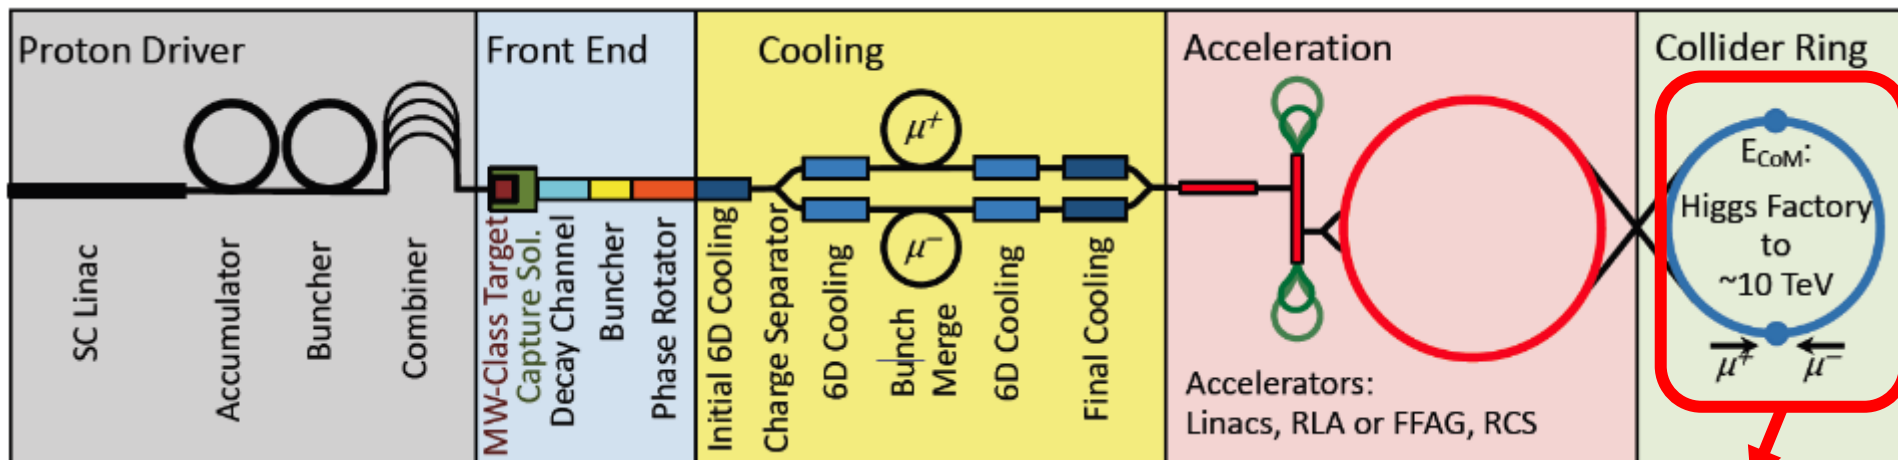 Proton Driver
SC Linac
Accumulator
Buncher
Combiner
Front End
MW-Class Target
Capture Sol.
Decay Channel
Buncher
Phase Rotator
Cooling
μ+
μ−
Initial 6D Cooling
Charge Separator
6D Cooling
Bunch
Merge
6D Cooling
Final Cooling
Acceleration
Accelerators:
Linacs, RLA or FFAG, RCS
Collider Ring
ECoM:
Higgs Factory
to
~10 TeV
μ+ μ−